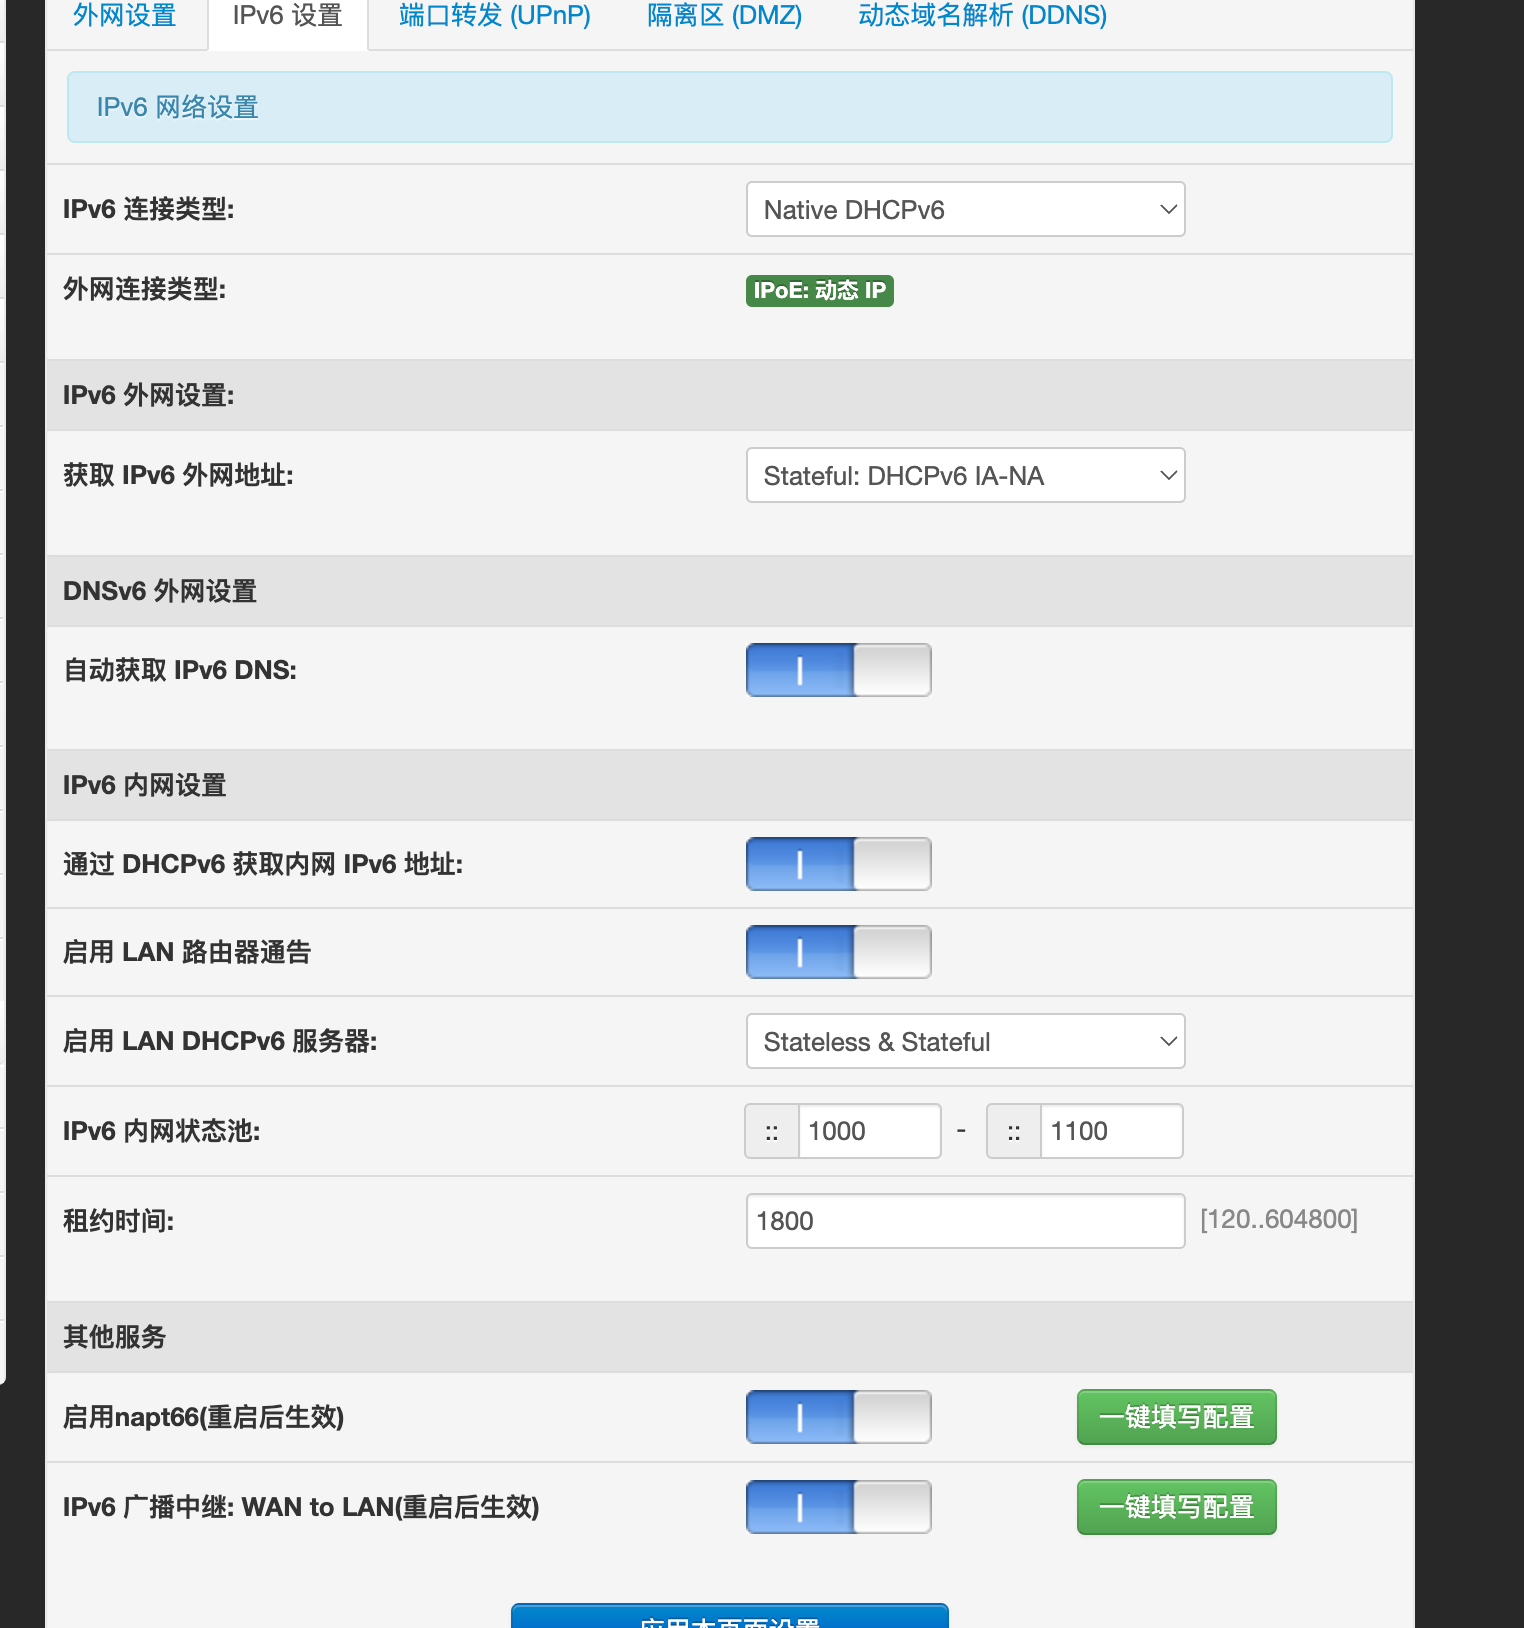 外网设置 IPv6 设置 端口转发 (UPnP) 隔离区 (DMZ) 动态域名解析 (DDNS)
IPv6 网络设置
IPv6 连接类型: Native DHCPv6
外网连接类型: IPoE: 动态 IP
IPv6 外网设置:
获取 IPv6 外网地址: Stateful: DHCPv6 IA-NA
DNSv6 外网设置
自动获取 IPv6 DNS:
IPv6 内网设置
通过 DHCPv6 获取内网 IPv6 地址:
启用 LAN 路由器通告
启用 LAN DHCPv6 服务器: Stateless & Stateful
IPv6 内网状态池: :: 1000 - :: 1100
租约时间: 1800 [120..604800]
其他服务
启用napt66(重启后生效) 一键填写配置
IPv6 广播中继: WAN to LAN(重启后生效) 一键填写配置
应用本页面设置